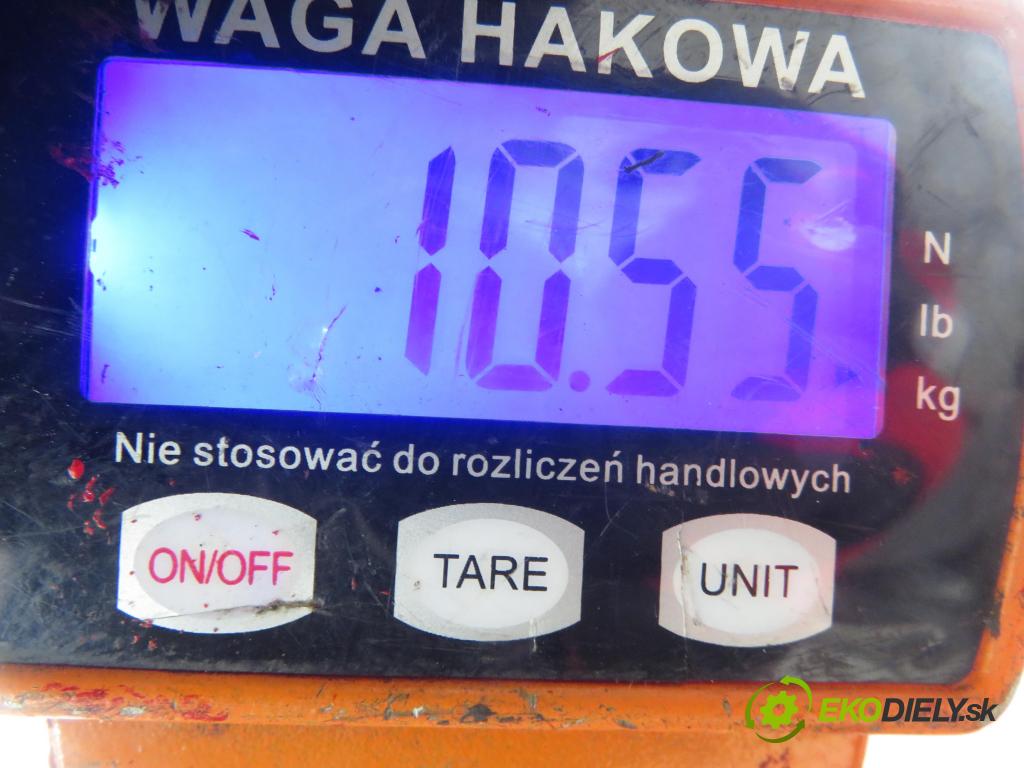 WAGA HAKOWA
10.55
N
lb
kg
Nie stosować do rozliczeń handlowych
ON/OFF
TARE
UNIT
EKODIELY.sk